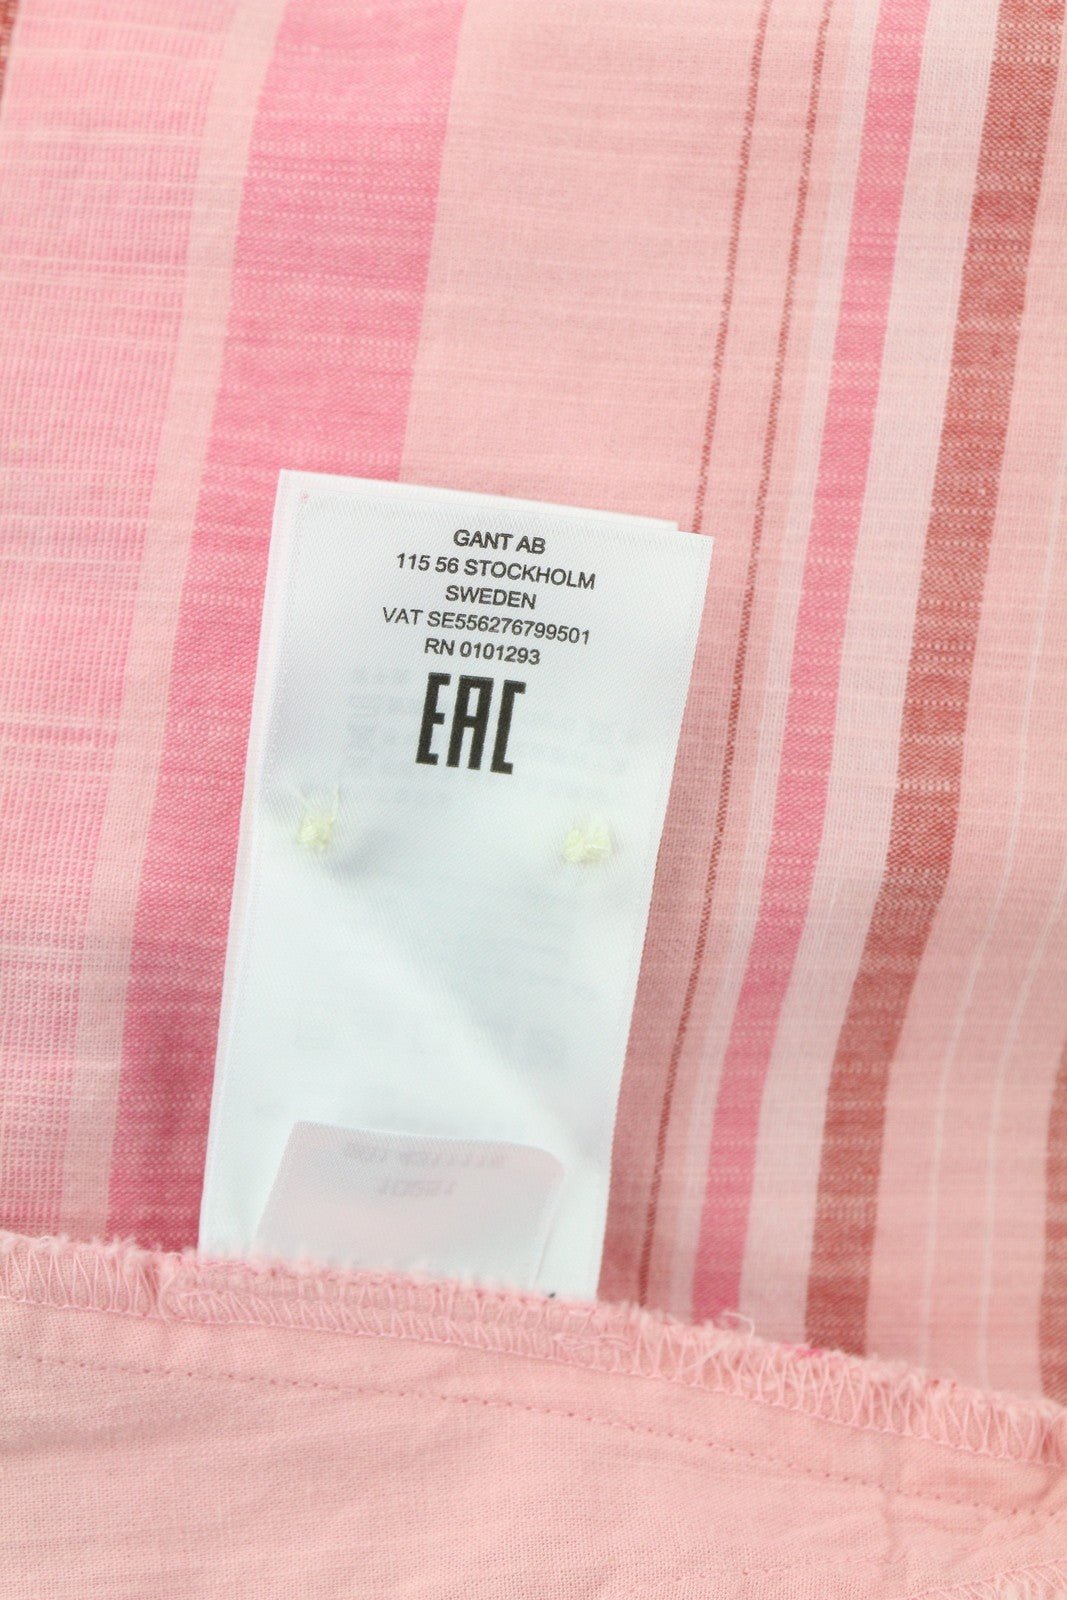 GANT AB
115 56 STOCKHOLM
SWEDEN
VAT SE556276799501
RN 0101293
EAC